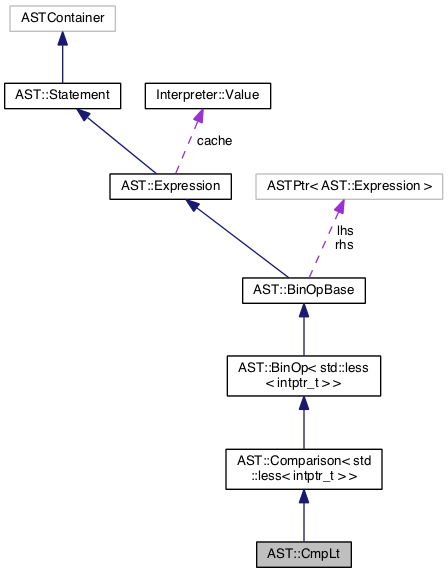 ASTContainer
AST::Statement
Interpreter::Value
cache
AST::Expression
ASTPtr< AST::Expression >
lhs
rhs
AST::BinOpBase
AST::BinOp< std::less
< intptr_t > >
AST::Comparison< std
::less< intptr_t > >
AST::CmpLt